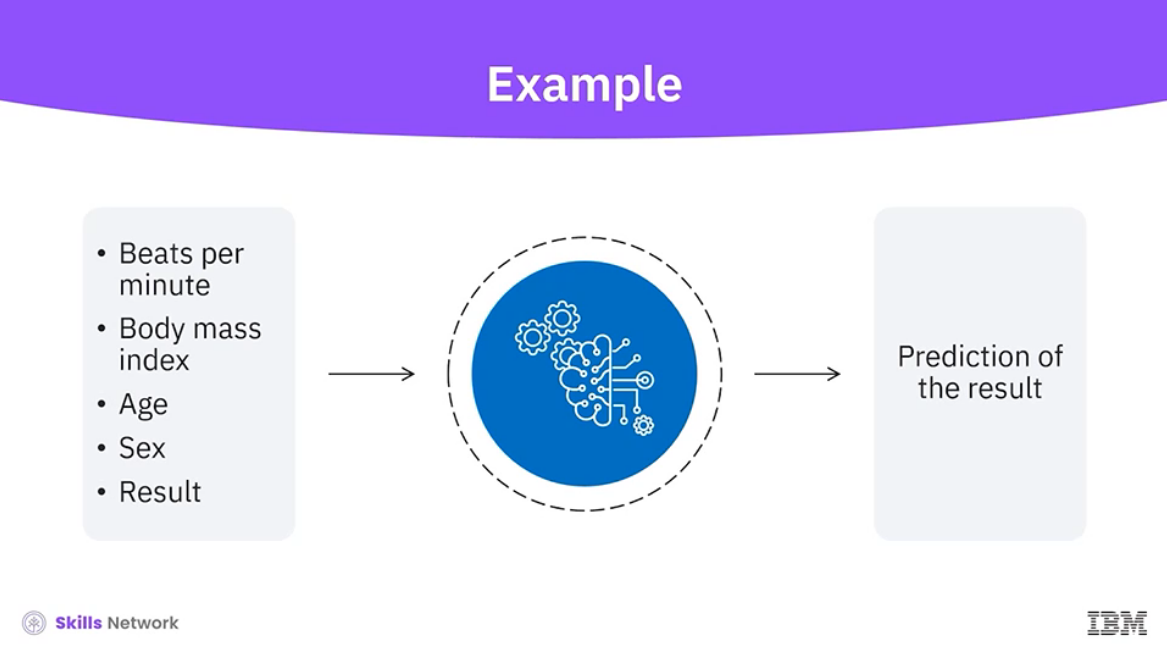 Example
• Beats per
minute
• Body mass
index
• Age
• Sex
• Result
Prediction of
the result
Skills Network
IBM